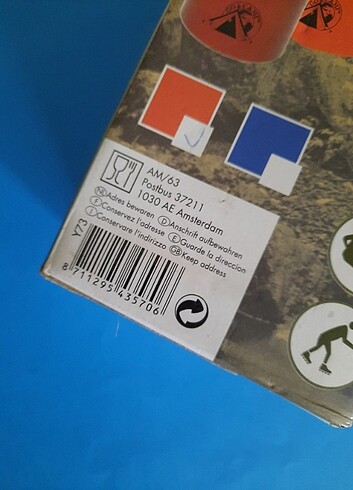 AM/63
Postbus 37211
1030 AE Amsterdam
NL Adres bewaren D Anschrift aufbewahren
F Conservez l'adresse E Guarde la direccion
I Conservare l'indirizzo GB Keep address
Y73
8 711295 435706